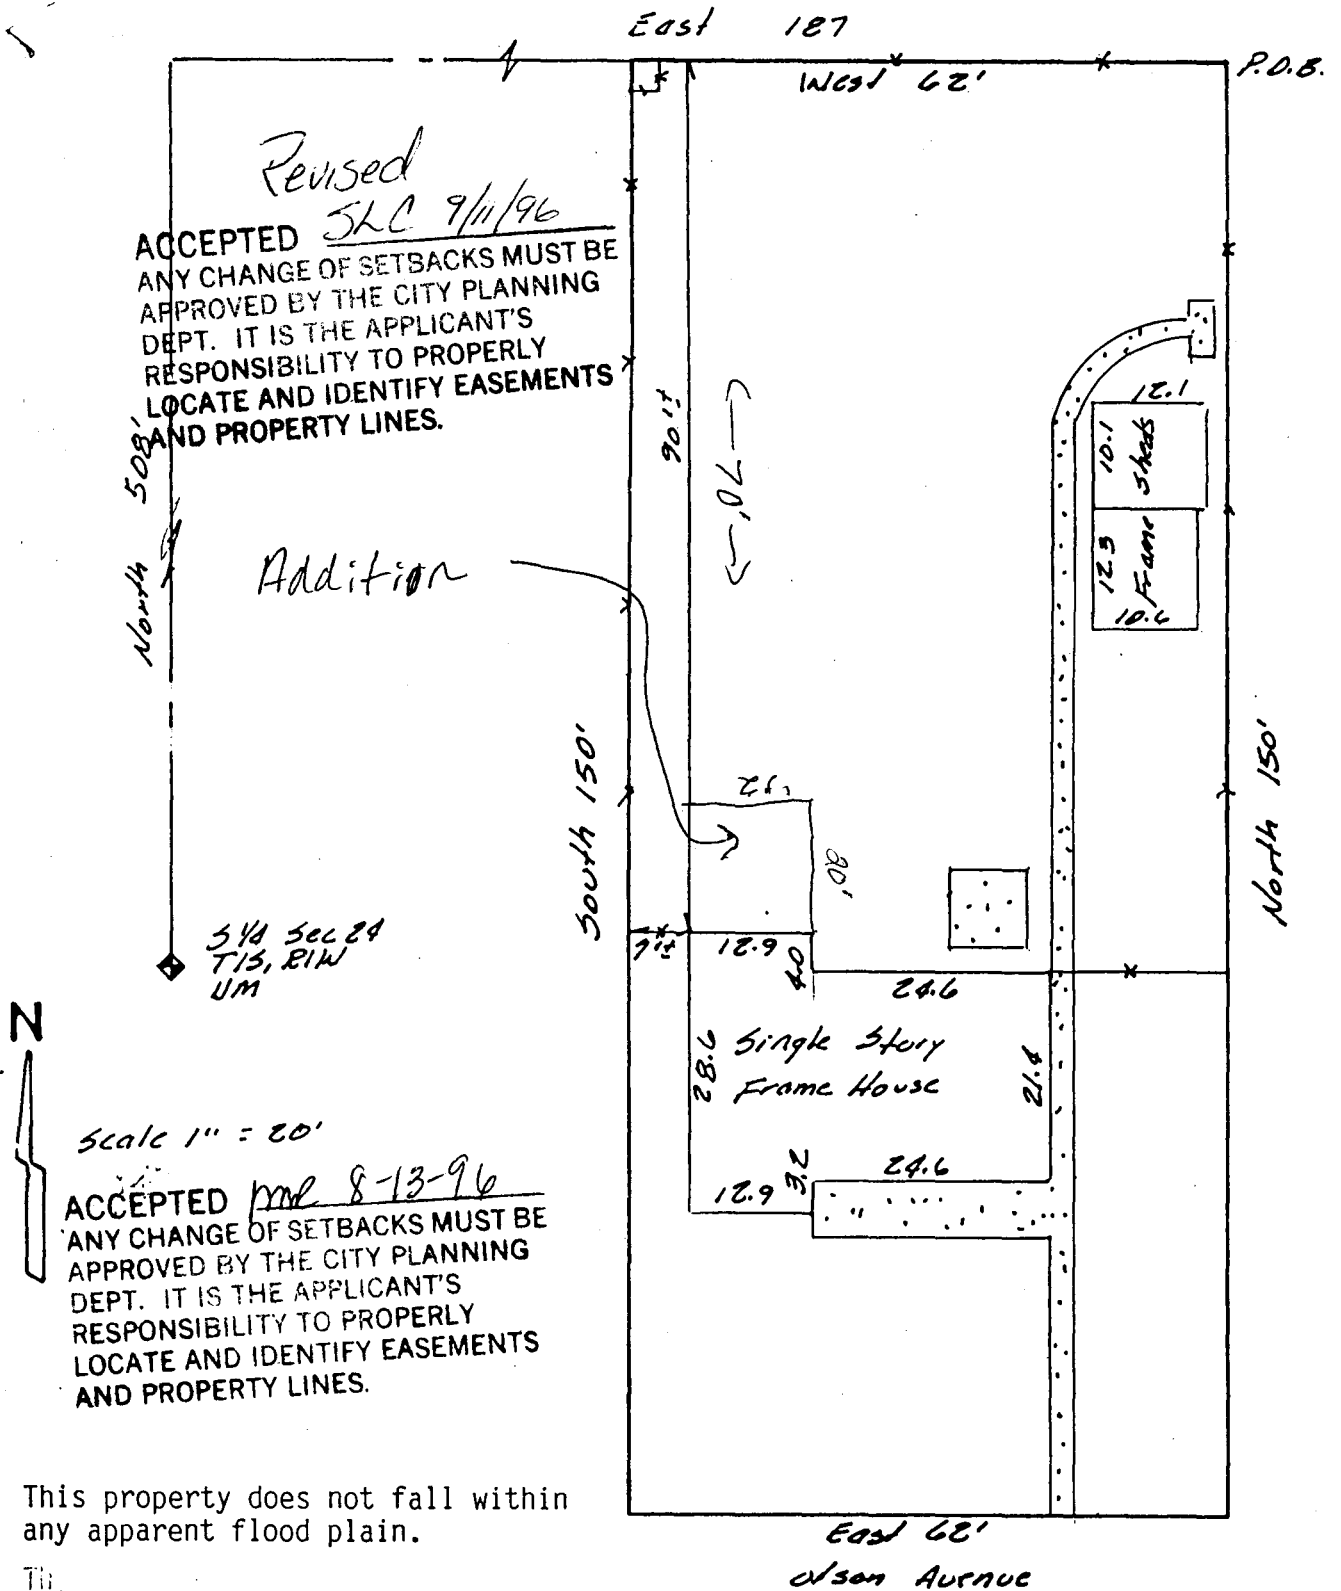 East 187
West 62'
P.O.B.
Revised
ACCEPTED SLC 9/11/96
ANY CHANGE OF SETBACKS MUST BE
APPROVED BY THE CITY PLANNING
DEPT. IT IS THE APPLICANT'S
RESPONSIBILITY TO PROPERLY
LOCATE AND IDENTIFY EASEMENTS
AND PROPERTY LINES.
North 508'
90'±
70'
12.1
10.1
12.3
Frame Sheds
10.6
Addition
South 150'
North 150'
12'
20'
7'±
12.9
4.0
24.6
S 1/4 Sec 24
T1S, R1W
UM
N
28.6
Single Story
Frame House
21.4
Scale 1" = 20'
3.2
24.6
12.9
ACCEPTED 8-13-96
ANY CHANGE OF SETBACKS MUST BE
APPROVED BY THE CITY PLANNING
DEPT. IT IS THE APPLICANT'S
RESPONSIBILITY TO PROPERLY
LOCATE AND IDENTIFY EASEMENTS
AND PROPERTY LINES.
This property does not fall within
any apparent flood plain.
East 62'
Olson Avenue